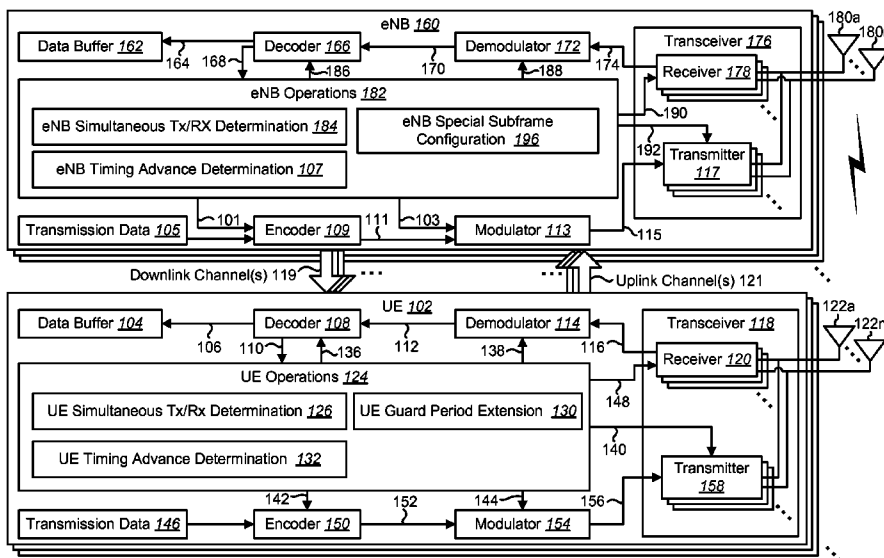 eNB 160
180a
180n
Data Buffer 162
Decoder 166
Demodulator 172
Transceiver 176
164
168
186
170
188
174
Receiver 178
eNB Operations 182
eNB Simultaneous Tx/RX Determination 184
eNB Special Subframe
Configuration 196
190
192
eNB Timing Advance Determination 107
Transmitter
117
101
103
Transmission Data 105
Encoder 109
111
Modulator 113
115
Downlink Channel(s) 119
Uplink Channel(s) 121
UE 102
122a
122n
Data Buffer 104
Decoder 108
Demodulator 114
Transceiver 118
106
110
136
112
138
116
Receiver 120
UE Operations 124
148
UE Simultaneous Tx/Rx Determination 126
UE Guard Period Extension 130
140
UE Timing Advance Determination 132
Transmitter
158
142
152
144
156
Transmission Data 146
Encoder 150
Modulator 154